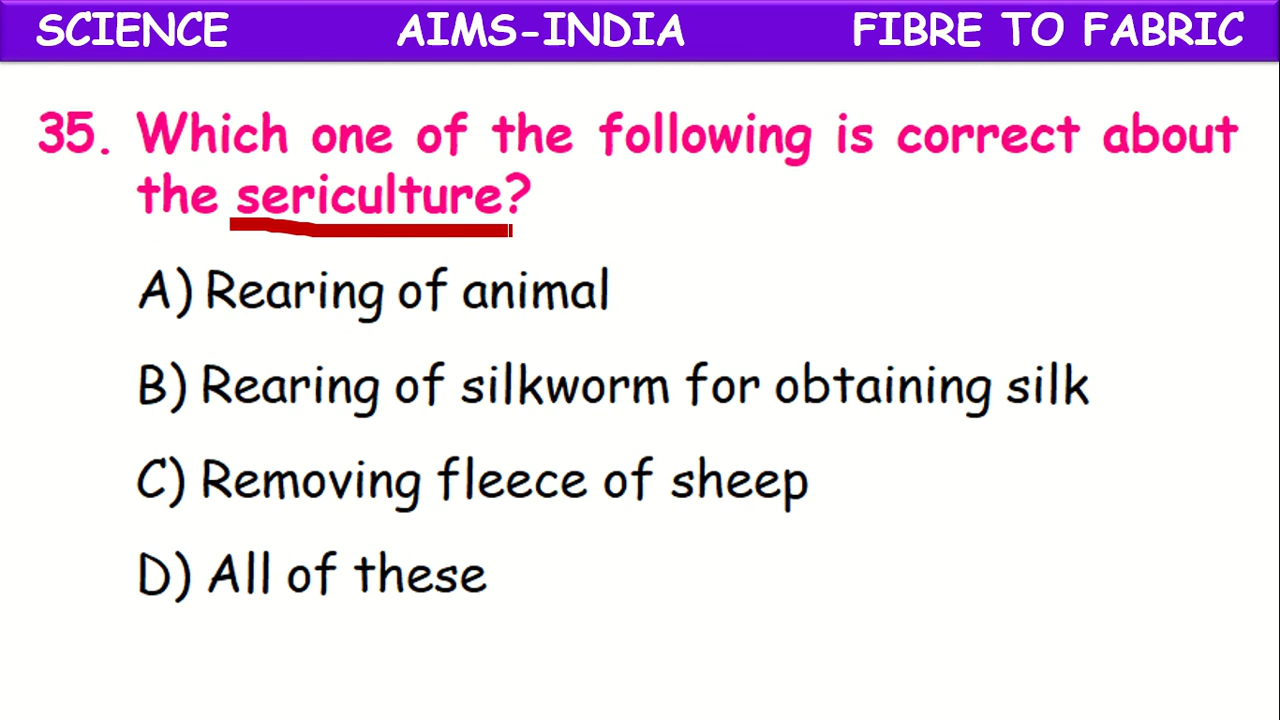 SCIENCE AIMS-INDIA FIBRE TO FABRIC
35. Which one of the following is correct about
the sericulture?
A) Rearing of animal
B) Rearing of silkworm for obtaining silk
C) Removing fleece of sheep
D) All of these